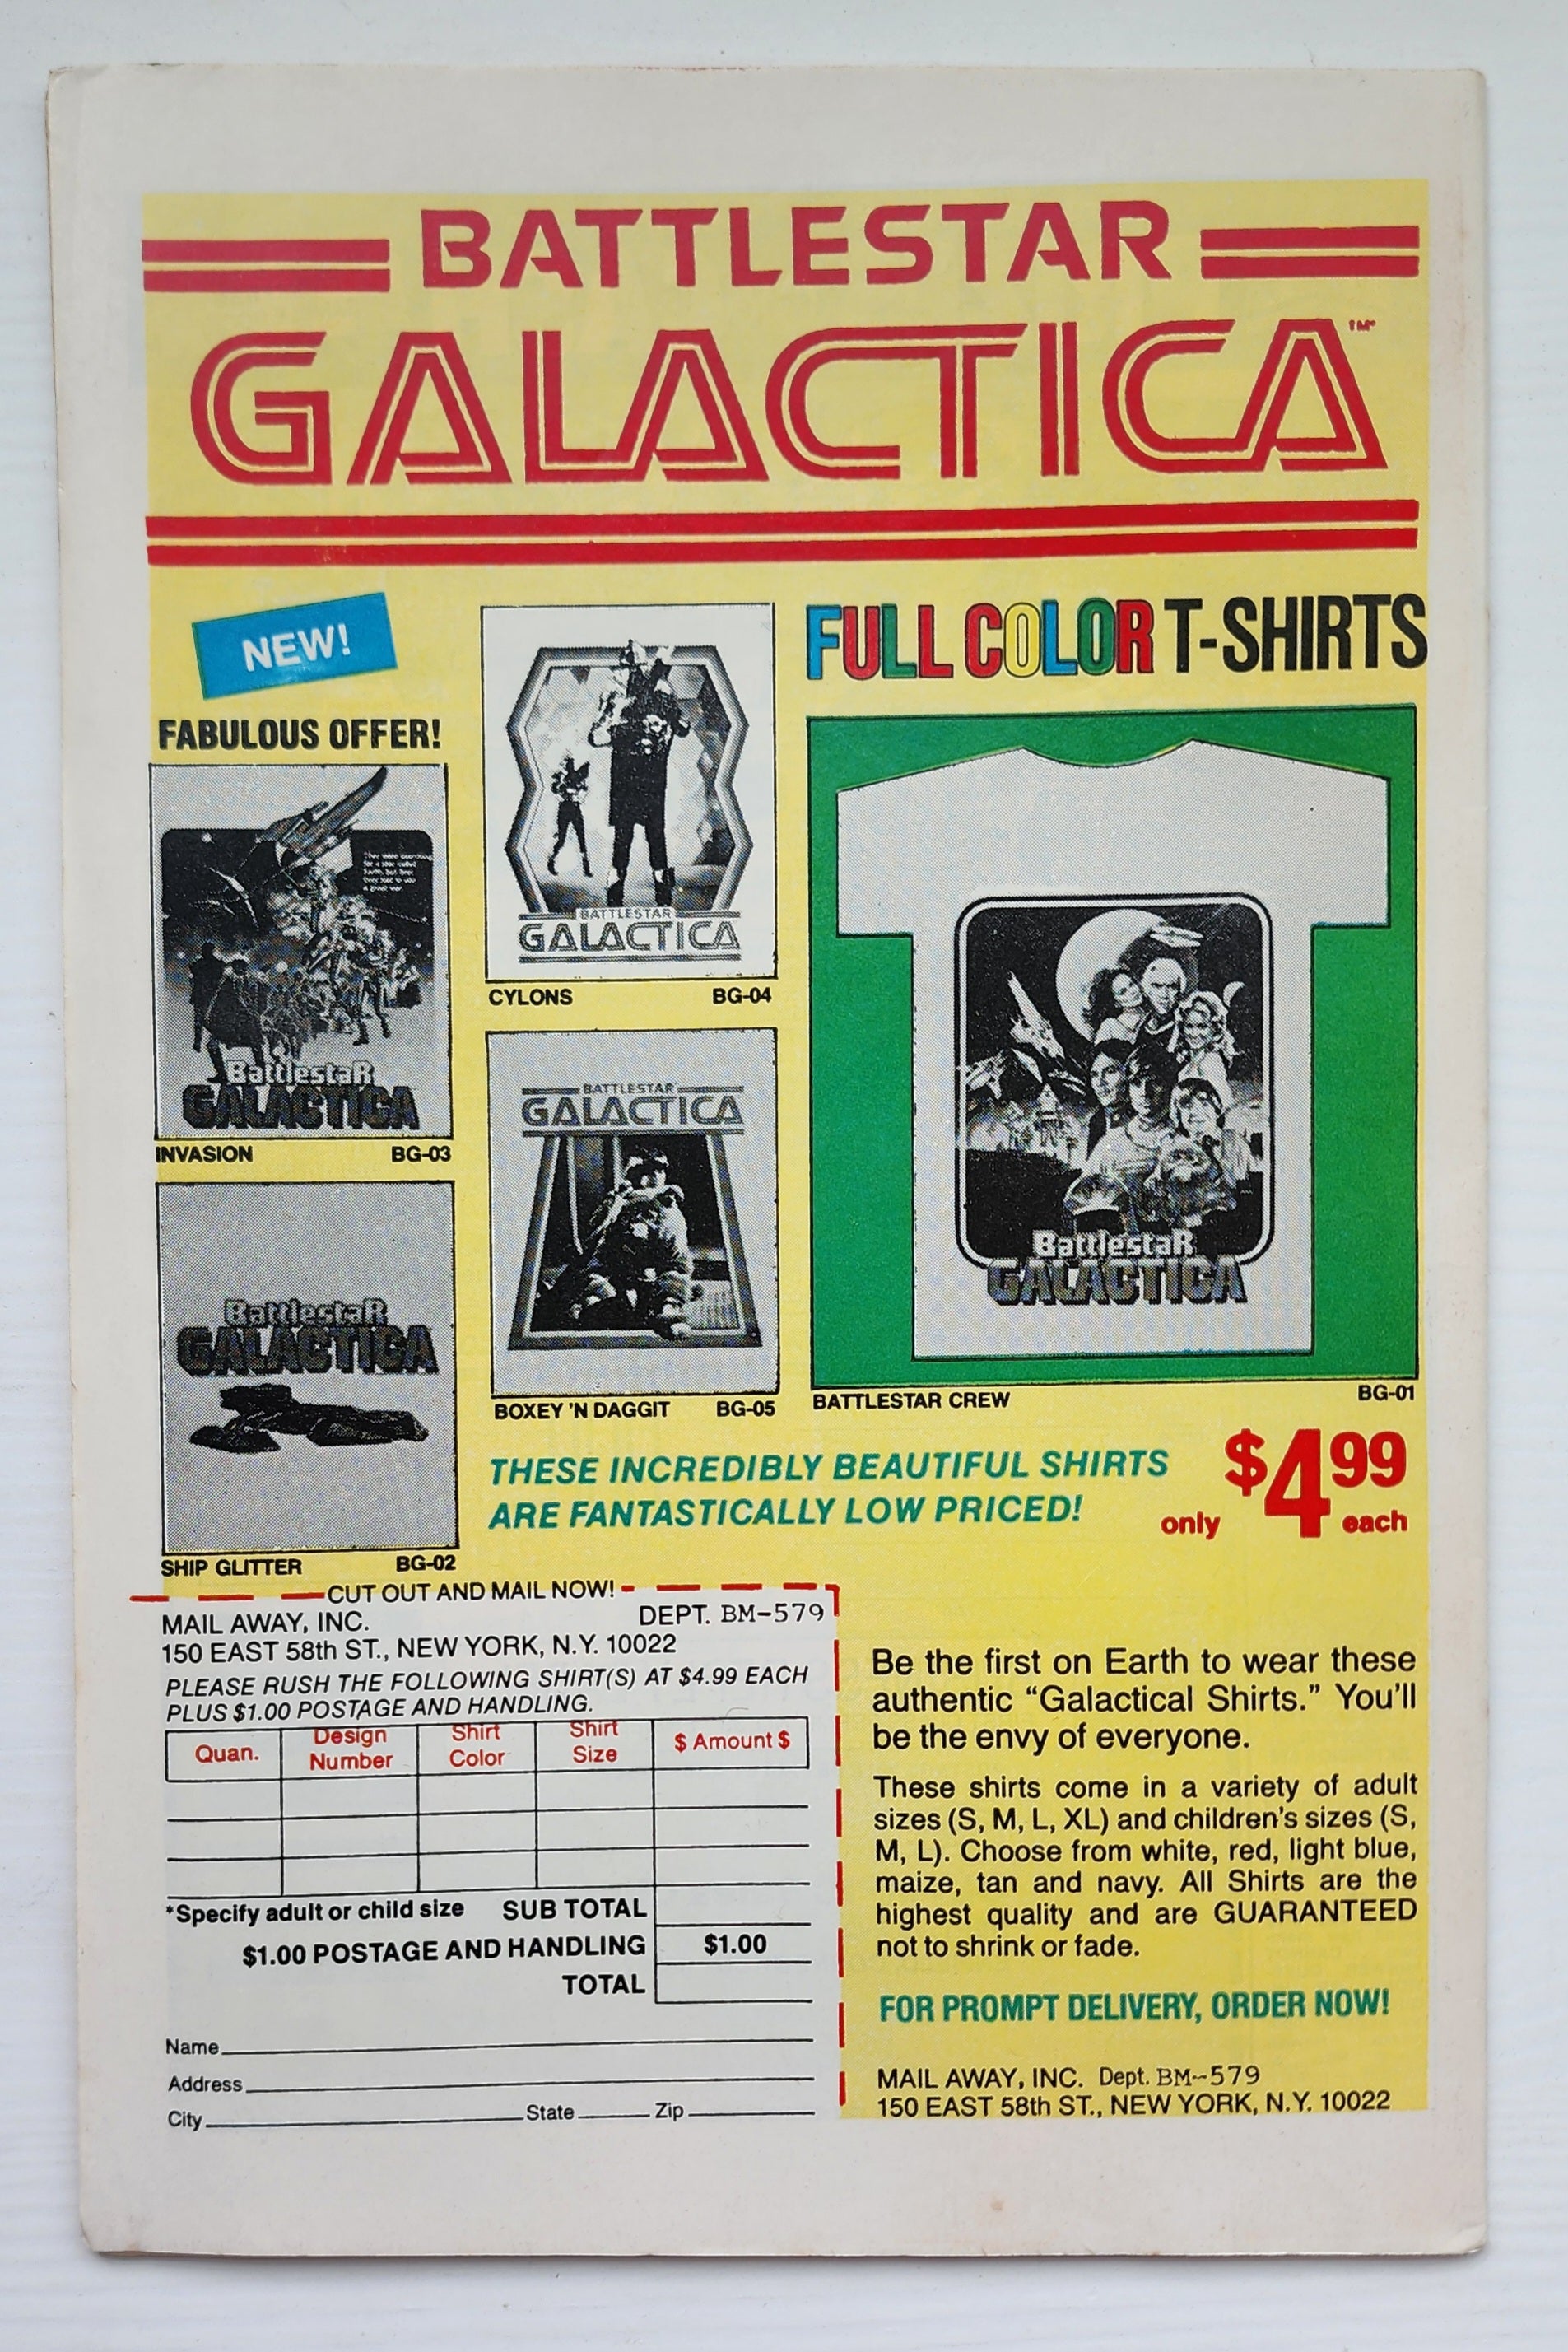 BATTLESTAR
GALACTICA™
NEW!
FABULOUS OFFER!
FULL COLOR T-SHIRTS
Battlestar
GALACTICA
INVASION BG-03
BATTLESTAR
GALACTICA
CYLONS BG-04
Battlestar
GALACTICA
SHIP GLITTER BG-02
BATTLESTAR
GALACTICA
BOXEY 'N DAGGIT BG-05
Battlestar
GALACTICA
BATTLESTAR CREW BG-01
THESE INCREDIBLY BEAUTIFUL SHIRTS
ARE FANTASTICALLY LOW PRICED!
only $4.99 each
CUT OUT AND MAIL NOW!
MAIL AWAY, INC. DEPT. BM-579
150 EAST 58th ST., NEW YORK, N.Y. 10022
PLEASE RUSH THE FOLLOWING SHIRT(S) AT $4.99 EACH
PLUS $1.00 POSTAGE AND HANDLING.
Quan. Design Number Shirt Color Shirt Size $ Amount $
*Specify adult or child size SUB TOTAL
$1.00 POSTAGE AND HANDLING $1.00
TOTAL
Name
Address
City State Zip
Be the first on Earth to wear these
authentic “Galactical Shirts.” You'll
be the envy of everyone.
These shirts come in a variety of adult
sizes (S, M, L, XL) and children's sizes (S,
M, L). Choose from white, red, light blue,
maize, tan and navy. All Shirts are the
highest quality and are GUARANTEED
not to shrink or fade.
FOR PROMPT DELIVERY, ORDER NOW!
MAIL AWAY, INC. Dept. BM-579
150 EAST 58th ST., NEW YORK, N.Y. 10022